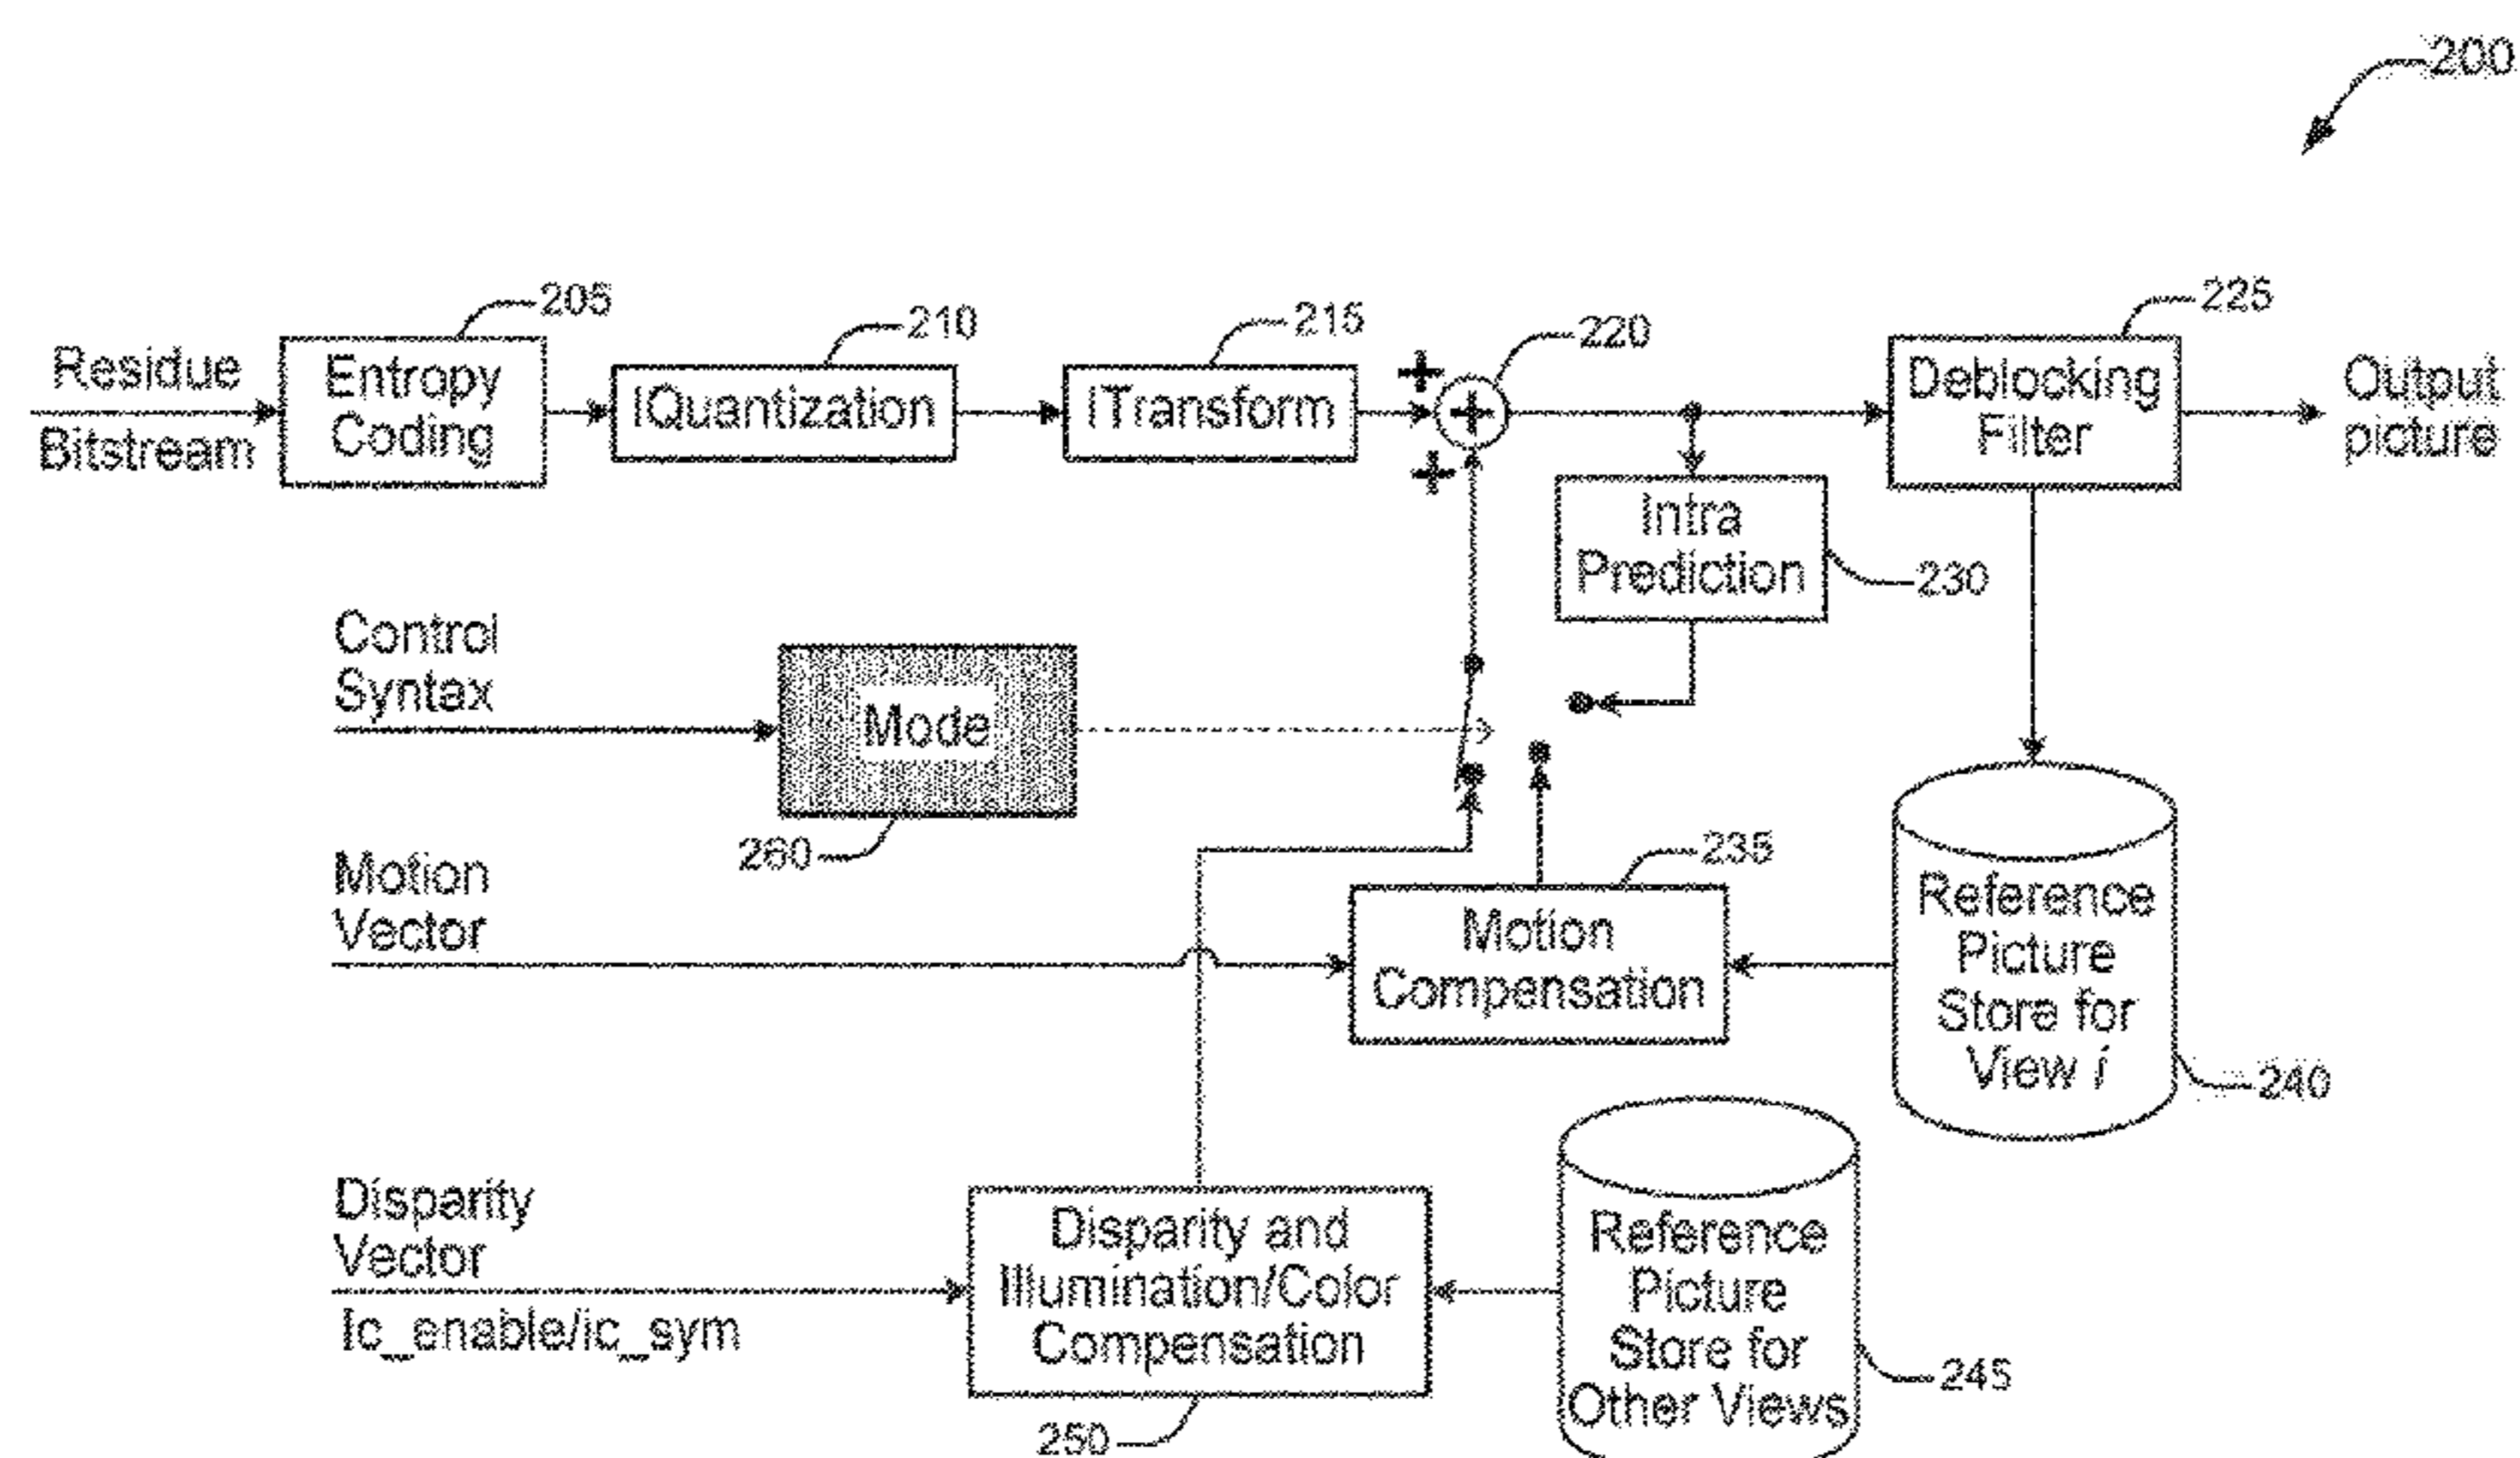 200
205
210
215
220
225
Residue
Bitstream
Entropy
Coding
IQuantization
ITransform
+
+
+
Deblocking
Filter
Output
picture
Intra
Prediction
230
Control
Syntax
Mode
260
Motion
Vector
235
Motion
Compensation
Reference
Picture
Store for
View i
240
Disparity
Vector
Ic_enable/ic_sym
Disparity and
Illumination/Color
Compensation
250
Reference
Picture
Store for
Other Views
245